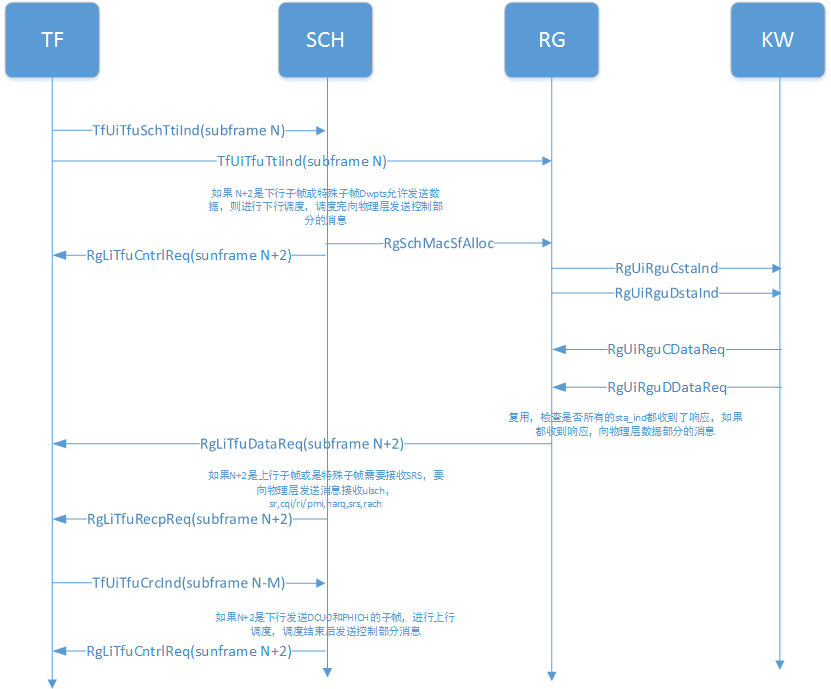 TF
SCH
RG
KW
TfUiTfuSchTtiInd(subframe N)
TfUiTfuTtiInd(subframe N)
如果 N+2是下行子帧或特殊子帧Dwpts允许发送数
据，则进行下行调度，调度完向物理层发送控制部
分的消息
RgSchMacSfAlloc
RgLiTfuCntrlReq(sunframe N+2)
RgUiRguCstaInd
RgUiRguDstaInd
RgUiRguCDataReq
RgUiRguDDataReq
复用，检查是否所有的sta_ind都收到了响应，如果
都收到响应，向物理层数据部分的消息
RgLiTfuDataReq(subframe N+2)
如果N+2是上行子帧或是特殊子帧需要接收SRS，要
向物理层发送消息接收ulsch，
sr,cqi/ri/pmi,harq,srs,rach
RgLiTfuRecpReq(subframe N+2)
TfUiTfuCrcInd(subframe N-M)
如果N+2是下行发送DCU0和PHICH的子帧，进行上行
调度，调度结束后发送控制部分消息
RgLiTfuCntrlReq(sunframe N+2)